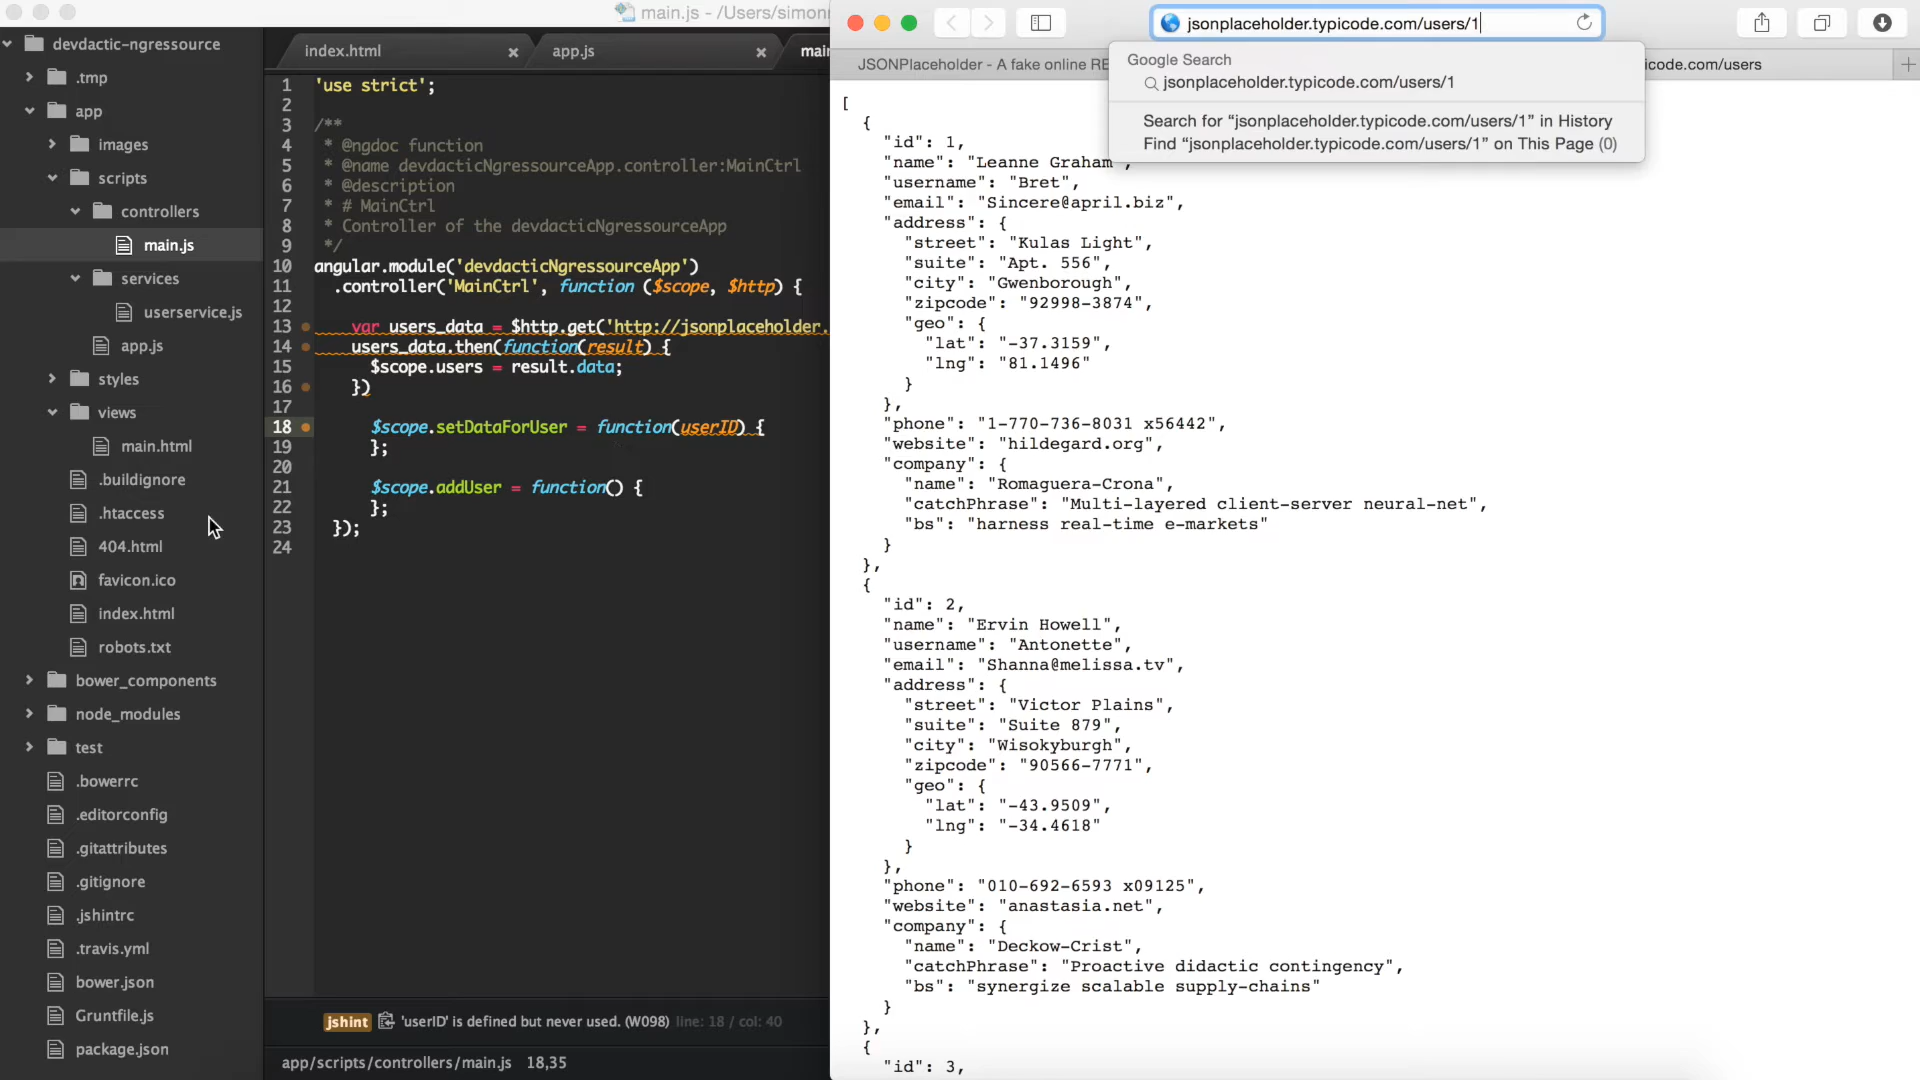 devdactic-ngressource
.tmp
app
images
scripts
controllers
main.js
services
userservice.js
app.js
styles
views
main.html
.buildignore
.htaccess
404.html
favicon.ico
index.html
robots.txt
bower_components
node_modules
test
.bowerrc
.editorconfig
.gitattributes
.gitignore
.jshintrc
.travis.yml
bower.json
Gruntfile.js
package.json
main.js - /Users/simon
index.html
app.js
main
1 'use strict';
2
3 /**
4 * @ngdoc function
5 * @name devdacticNgressourceApp.controller:MainCtrl
6 * @description
7 * # MainCtrl
8 * Controller of the devdacticNgressourceApp
9 */
10 angular.module('devdacticNgressourceApp')
11 .controller('MainCtrl', function ($scope, $http) {
12
13 var users_data = $http.get('http://jsonplaceholder.
14 users_data.then(function(result) {
15 $scope.users = result.data;
16 })
17
18 $scope.setDataForUser = function(userID) {
19 };
20
21 $scope.addUser = function() {
22 };
23 });
24
jshint 'userID' is defined but never used. (W098) line: 18 / col: 40
app/scripts/controllers/main.js 18,35
jsonplaceholder.typicode.com/users/1
JSONPlaceholder - A fake online RE
icode.com/users
Google Search
jsonplaceholder.typicode.com/users/1
Search for “jsonplaceholder.typicode.com/users/1” in History
Find “jsonplaceholder.typicode.com/users/1” on This Page (0)
[
{
"id": 1,
"name": "Leanne Graham",
"username": "Bret",
"email": "Sincere@april.biz",
"address": {
"street": "Kulas Light",
"suite": "Apt. 556",
"city": "Gwenborough",
"zipcode": "92998-3874",
"geo": {
"lat": "-37.3159",
"lng": "81.1496"
}
},
"phone": "1-770-736-8031 x56442",
"website": "hildegard.org",
"company": {
"name": "Romaguera-Crona",
"catchPhrase": "Multi-layered client-server neural-net",
"bs": "harness real-time e-markets"
}
},
{
"id": 2,
"name": "Ervin Howell",
"username": "Antonette",
"email": "Shanna@melissa.tv",
"address": {
"street": "Victor Plains",
"suite": "Suite 879",
"city": "Wisokyburgh",
"zipcode": "90566-7771",
"geo": {
"lat": "-43.9509",
"lng": "-34.4618"
}
},
"phone": "010-692-6593 x09125",
"website": "anastasia.net",
"company": {
"name": "Deckow-Crist",
"catchPhrase": "Proactive didactic contingency",
"bs": "synergize scalable supply-chains"
}
},
{
"id": 3,